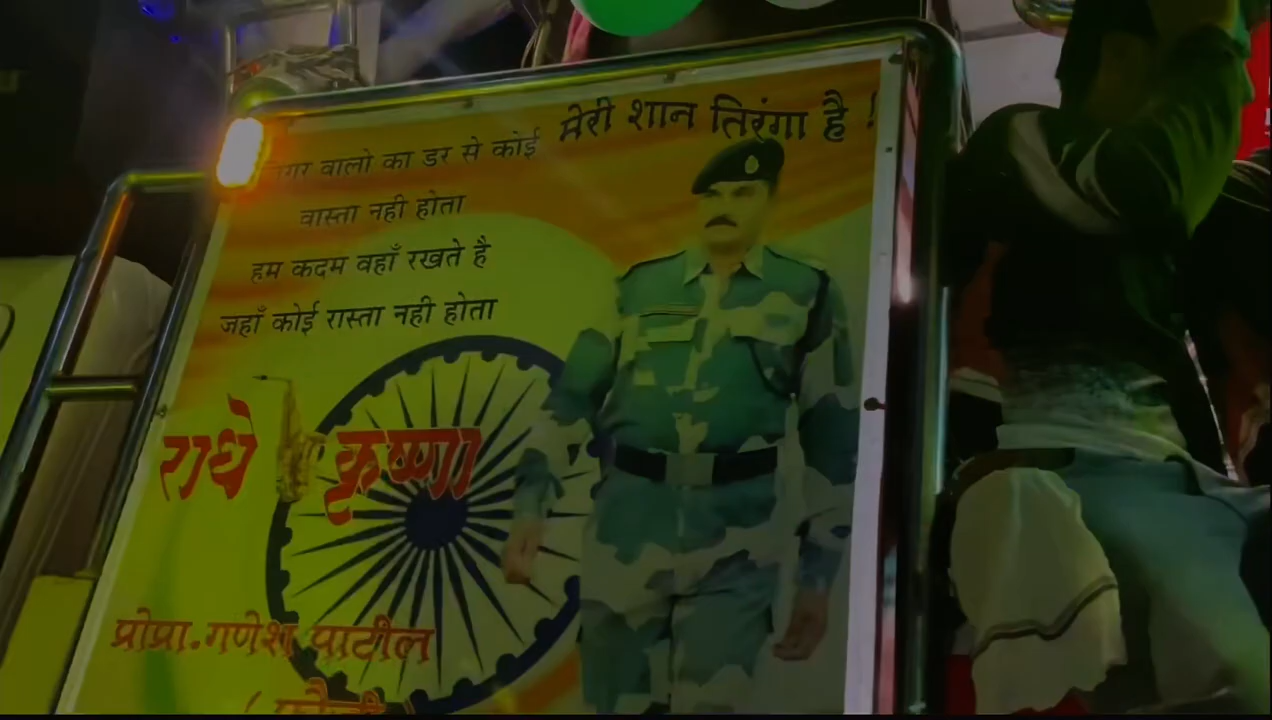 मेरी शान तिरंगा है !
वालो का डर से कोई
वास्ता नही होता
हम कदम वहाँ रखते है
जहाँ कोई रास्ता नही होता
राधे कृष्णा
प्रोप्रा.गणेश पाटील